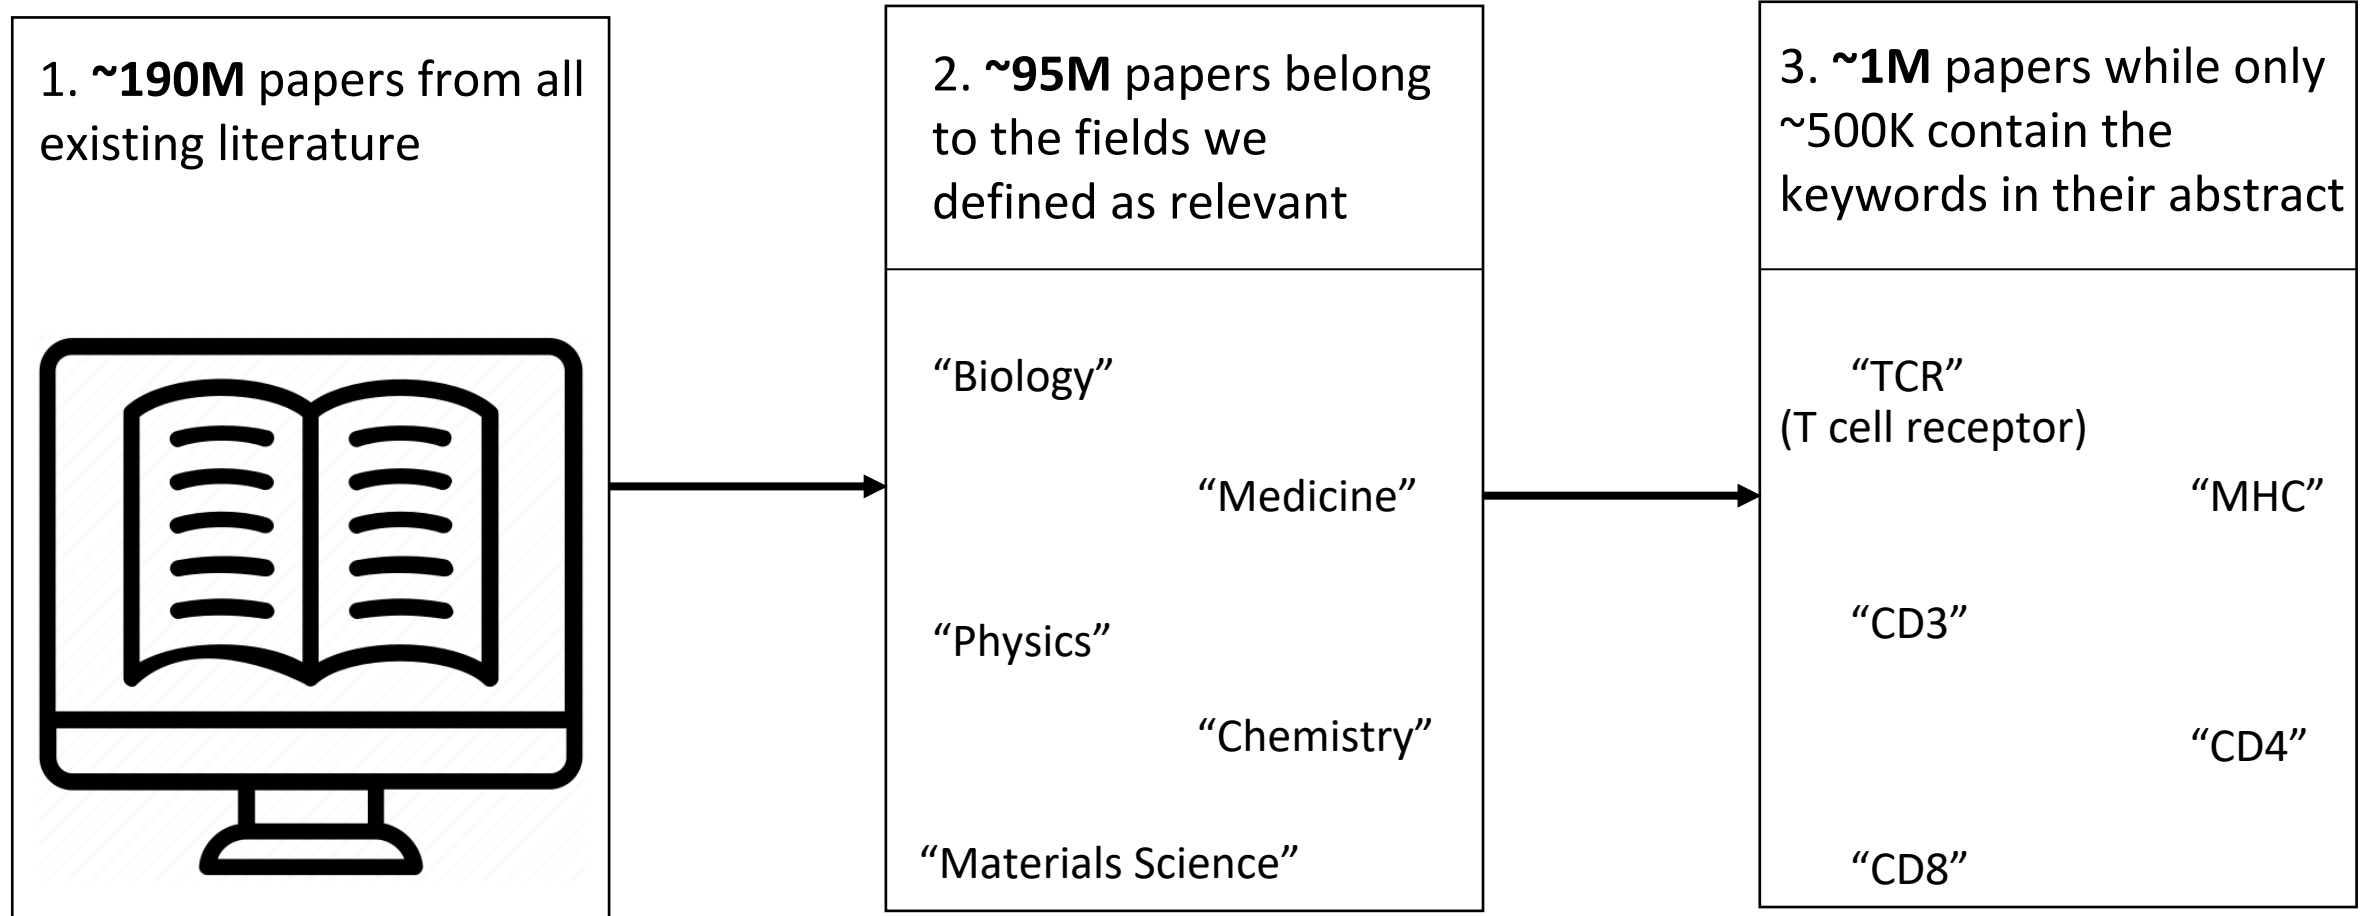 1. ~190M papers from all
existing literature
2. ~95M papers belong
to the fields we
defined as relevant
“Biology”
“Medicine”
“Physics”
“Chemistry”
“Materials Science”
3. ~1M papers while only
~500K contain the
keywords in their abstract
“TCR”
(T cell receptor)
“MHC”
“CD3”
“CD4”
“CD8”